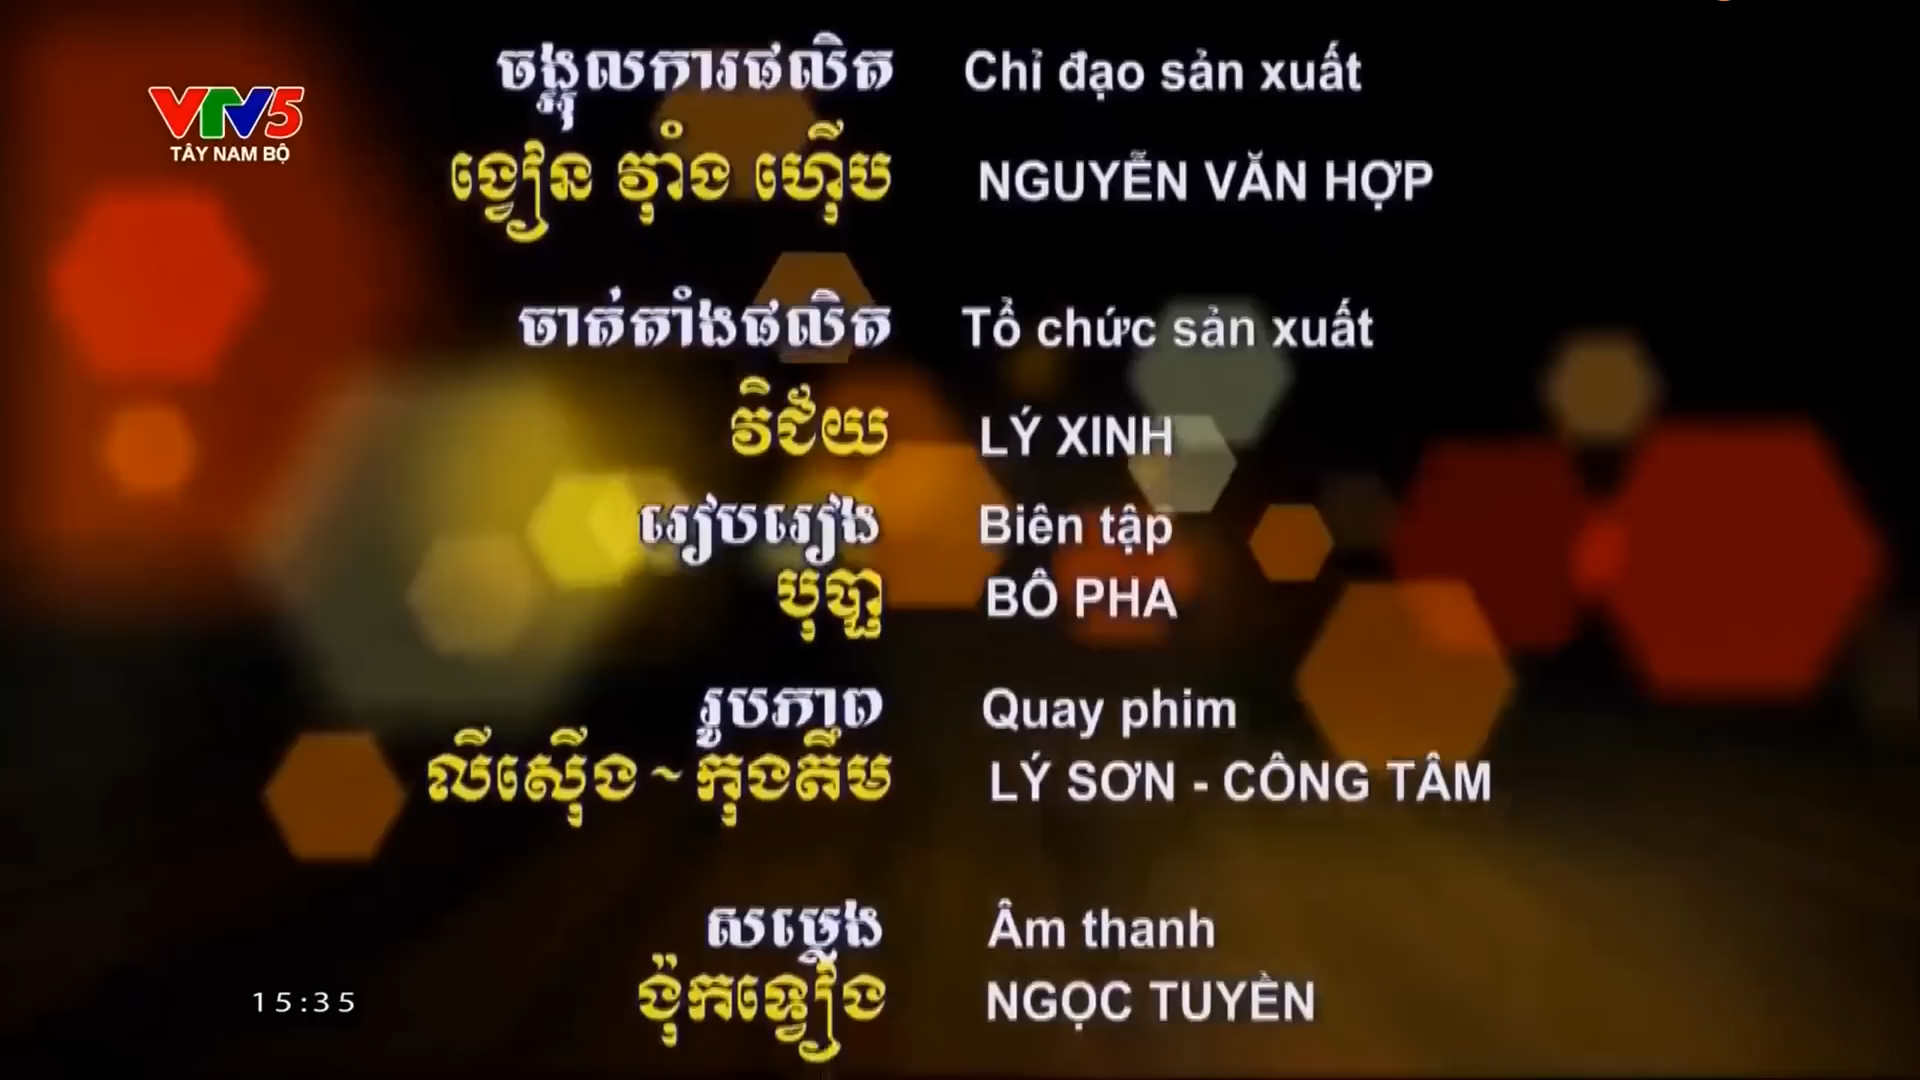 ចង្អុលការផលិត Chỉ đạo sản xuất
VTV5
TÂY NAM BỘ
ងៀន វ៉ាំង ហ៊ើប NGUYỄN VĂN HỢP
ចាត់តាំងផលិត Tổ chức sản xuất
វិជ័យ LÝ XINH
រៀបរៀង Biên tập
បុប្ផា BÔ PHA
រូបភាព Quay phim
លីស៊ើង ~ កុងតឹម LÝ SƠN - CÔNG TÂM
សម្លេង Âm thanh
15:35
ង៉ុកទៀង NGỌC TUYỀN